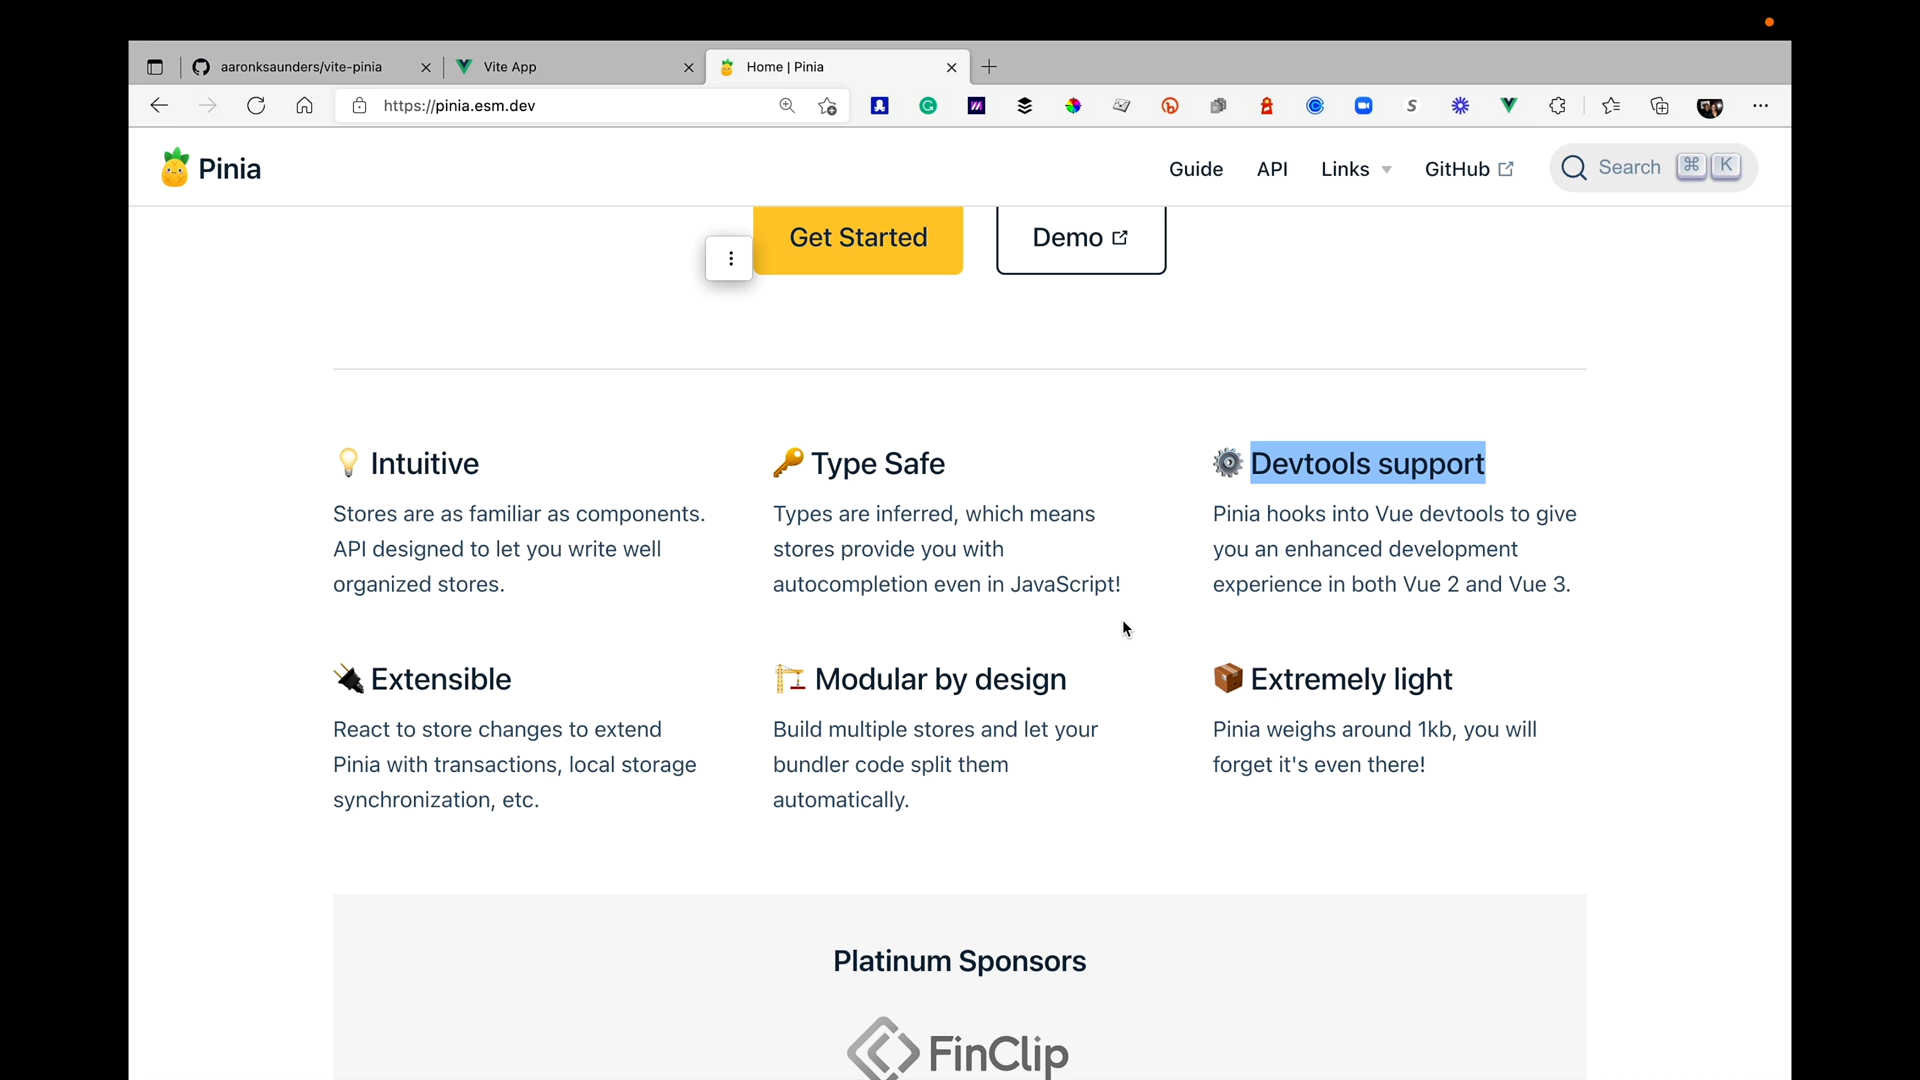 aaronksaunders/vite-pinia
Vite App
Home | Pinia
https://pinia.esm.dev
Pinia
Guide
API
Links
GitHub
Search ⌘ K
Get Started
Demo
Intuitive
Type Safe
Devtools support
Stores are as familiar as components.
API designed to let you write well
organized stores.
Types are inferred, which means
stores provide you with
autocompletion even in JavaScript!
Pinia hooks into Vue devtools to give
you an enhanced development
experience in both Vue 2 and Vue 3.
Extensible
Modular by design
Extremely light
React to store changes to extend
Pinia with transactions, local storage
synchronization, etc.
Build multiple stores and let your
bundler code split them
automatically.
Pinia weighs around 1kb, you will
forget it's even there!
Platinum Sponsors
FinClip